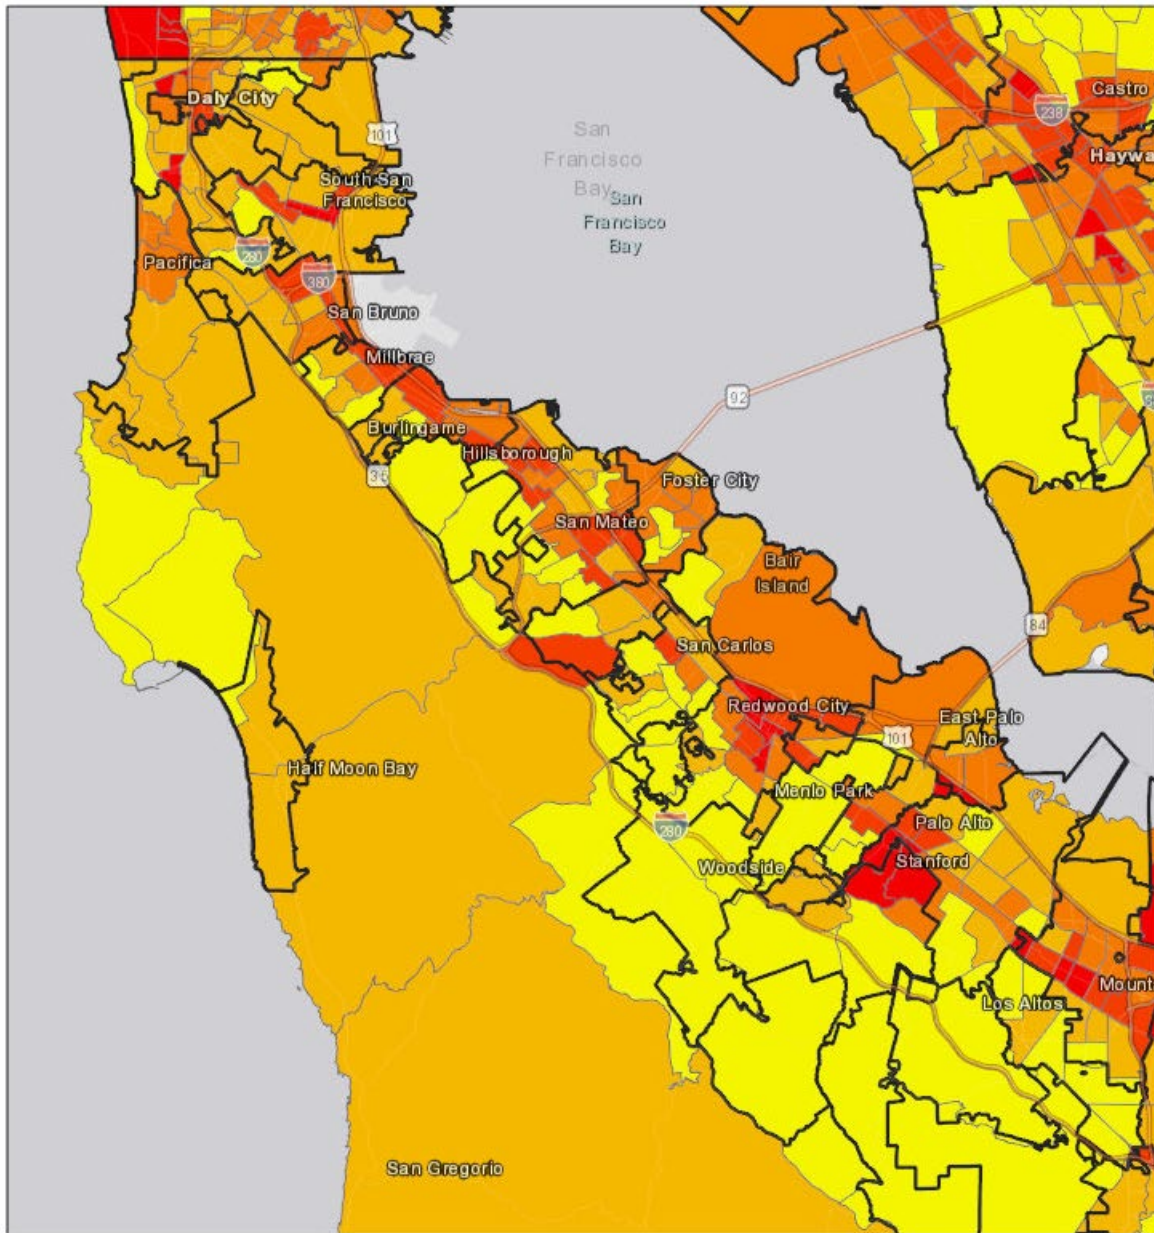 Castro
238
Daly City
101
San
Francisco
Bay
Haywa
South San
Francisco
San
Francisco
Bay
Pacifica
280
380
San Bruno
Millbrae
92
Burlingame
Hillsborough
35
Foster City
San Mateo
Bair
Island
84
San Carlos
Redwood City
East Palo
Alto
101
Half Moon Bay
Menlo Park
280
Palo Alto
Woodside
Stanford
Mount
Los Altos
San Gregorio